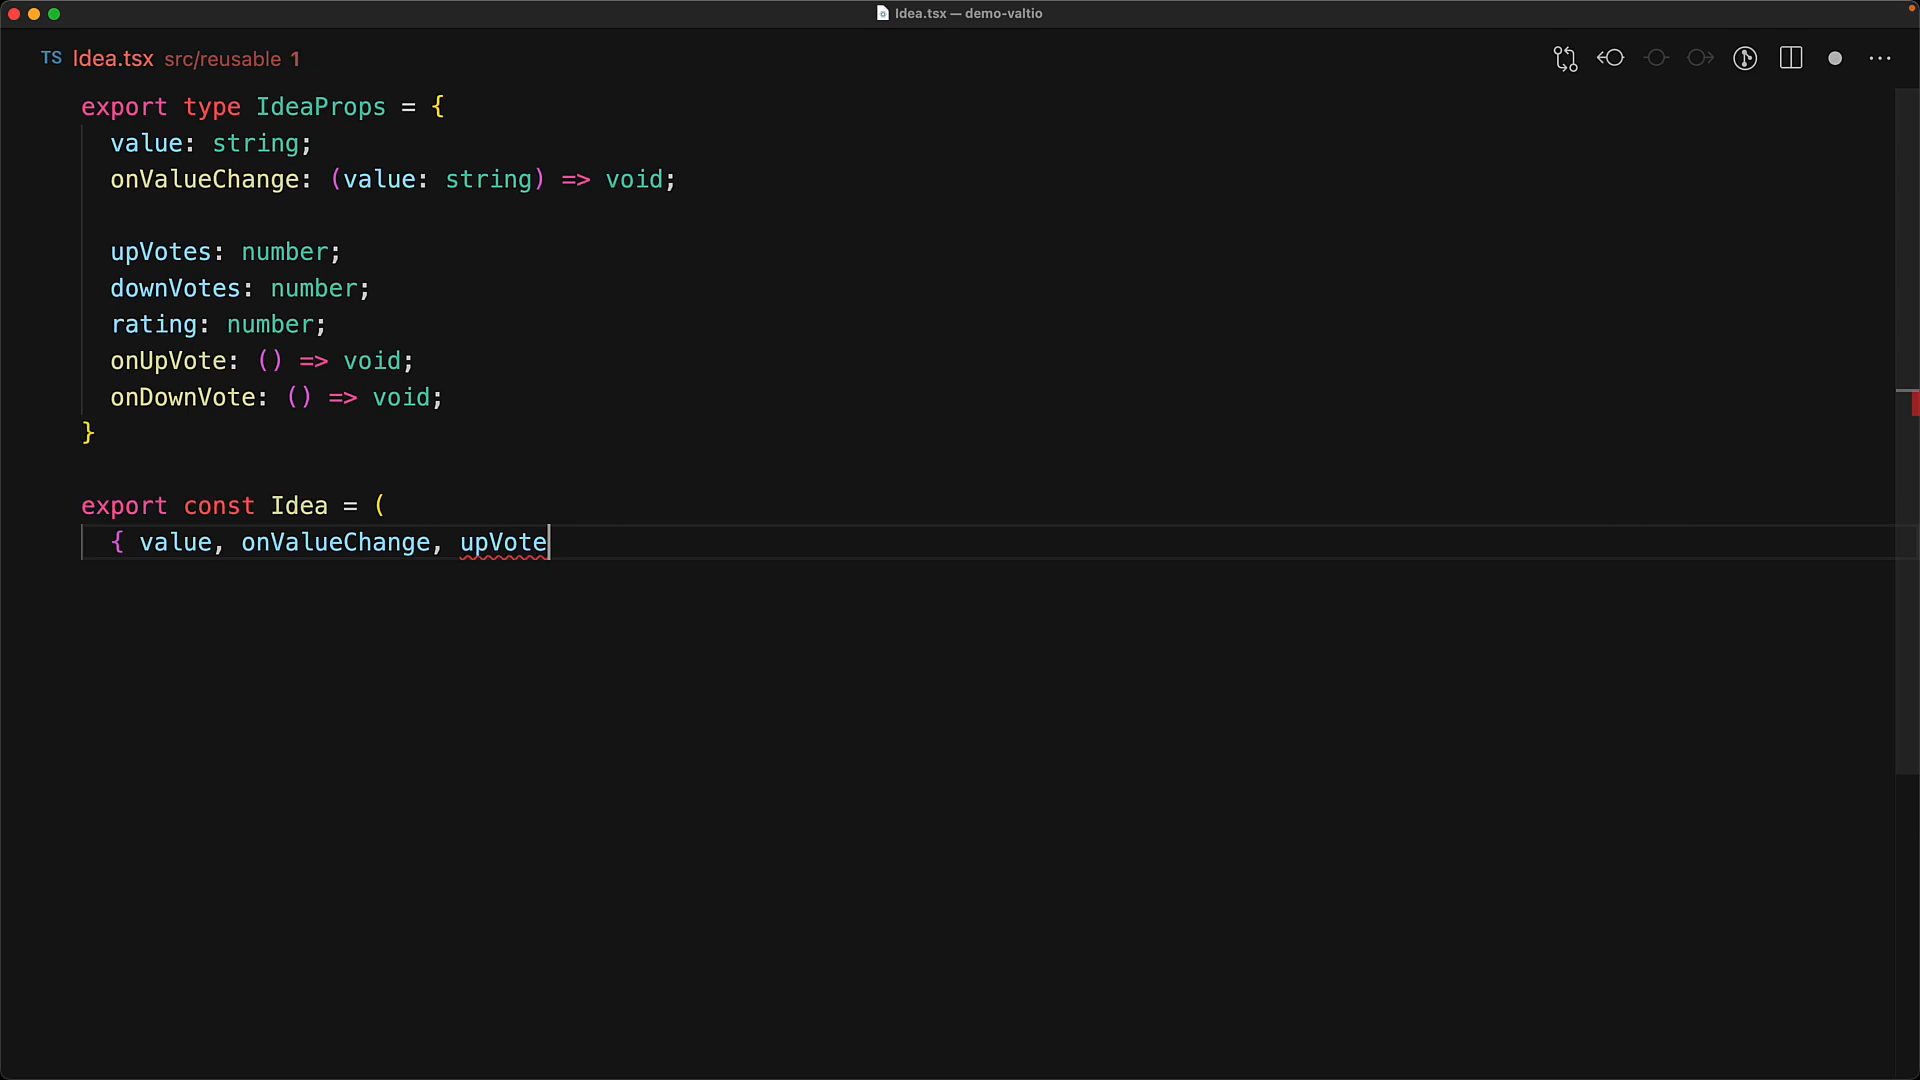 Idea.tsx — demo-valtio
TS Idea.tsx src/reusable 1
export type IdeaProps = {
  value: string;
  onValueChange: (value: string) => void;

  upVotes: number;
  downVotes: number;
  rating: number;
  onUpVote: () => void;
  onDownVote: () => void;
}

export const Idea = (
  { value, onValueChange, upVote